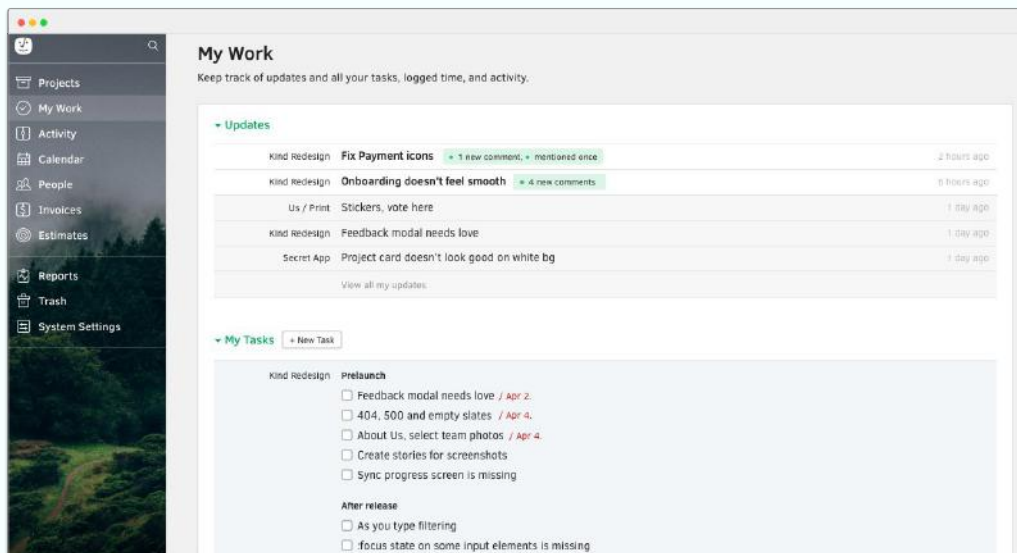 My Work
Keep track of updates and all your tasks, logged time, and activity.
Projects
My Work
Activity
Calendar
People
Invoices
Estimates
Reports
Trash
System Settings
Updates
Kind Redesign Fix Payment icons • 1 new comment, • mentioned once 2 hours ago
Kind Redesign Onboarding doesn't feel smooth • 4 new comments 6 hours ago
Us / Print Stickers, vote here 1 day ago
Kind Redesign Feedback modal needs love 1 day ago
Secret App Project card doesn't look good on white bg 1 day ago
View all my updates
My Tasks + New Task
Kind Redesign Prelaunch
Feedback modal needs love / Apr 2.
404, 500 and empty slates / Apr 4.
About Us, select team photos / Apr 4.
Create stories for screenshots
Sync progress screen is missing
After release
As you type filtering
:focus state on some input elements is missing